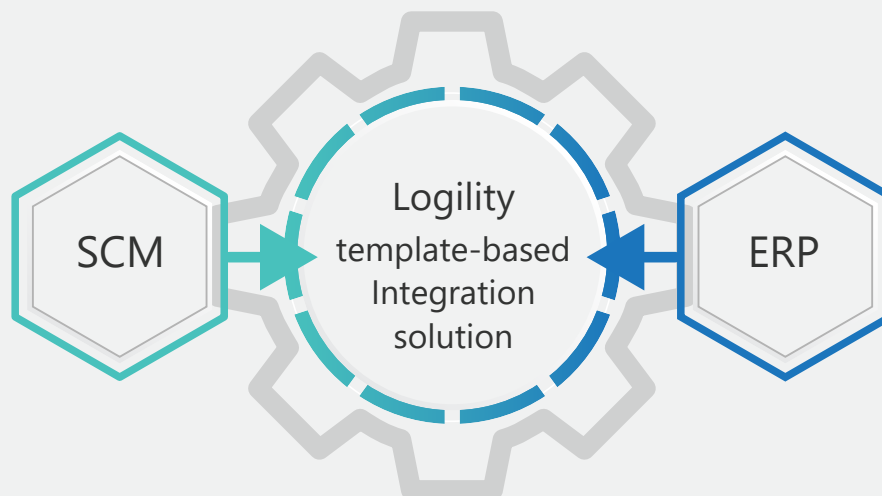 SCM
Logility
template-based
Integration
solution
ERP